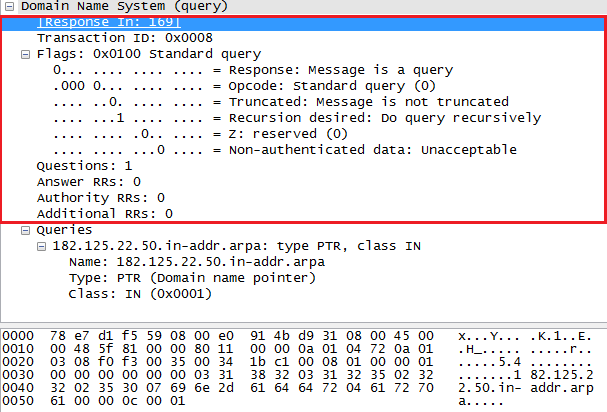 Domain Name System (query)
[Response In: 169]
Transaction ID: 0x0008
Flags: 0x0100 Standard query
0... .... .... .... = Response: Message is a query
.000 0... .... .... = Opcode: Standard query (0)
.... ..0. .... .... = Truncated: Message is not truncated
.... ...1 .... .... = Recursion desired: Do query recursively
.... .... .0.. .... = Z: reserved (0)
.... .... ...0 .... = Non-authenticated data: Unacceptable
Questions: 1
Answer RRs: 0
Authority RRs: 0
Additional RRs: 0
Queries
182.125.22.50.in-addr.arpa: type PTR, class IN
Name: 182.125.22.50.in-addr.arpa
Type: PTR (Domain name pointer)
Class: IN (0x0001)
0000 78 e7 d1 f5 59 08 00 e0 91 4b d9 31 08 00 45 00 x...Y... .K.1..E.
0010 00 48 5f 81 00 00 80 11 00 00 0a 01 04 72 0a 01 .H_..... .....r..
0020 03 08 f0 f3 00 35 00 34 1b c1 00 08 01 00 00 01 .....5.4 ........
0030 00 00 00 00 00 00 03 31 38 32 03 31 32 35 02 32 .......1 82.125.2
0040 32 02 35 30 07 69 6e 2d 61 64 64 72 04 61 72 70 2.50.in- addr.arp
0050 61 00 00 0c 00 01 a.....